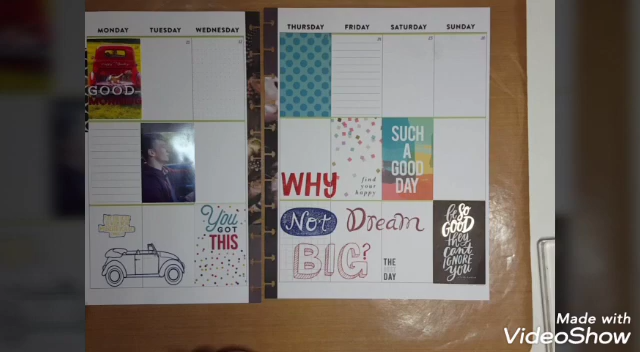 MONDAY
TUESDAY
WEDNESDAY
THURSDAY
FRIDAY
SATURDAY
SUNDAY
GOOD
SUCH
A
GOOD
DAY
WHY
find
your
happy
You
GOT
THIS
Not Dream
BIG?
THE
DAY
Be SO
GOOD
they
can't
IGNORE
YOU
Made with
VideoShow